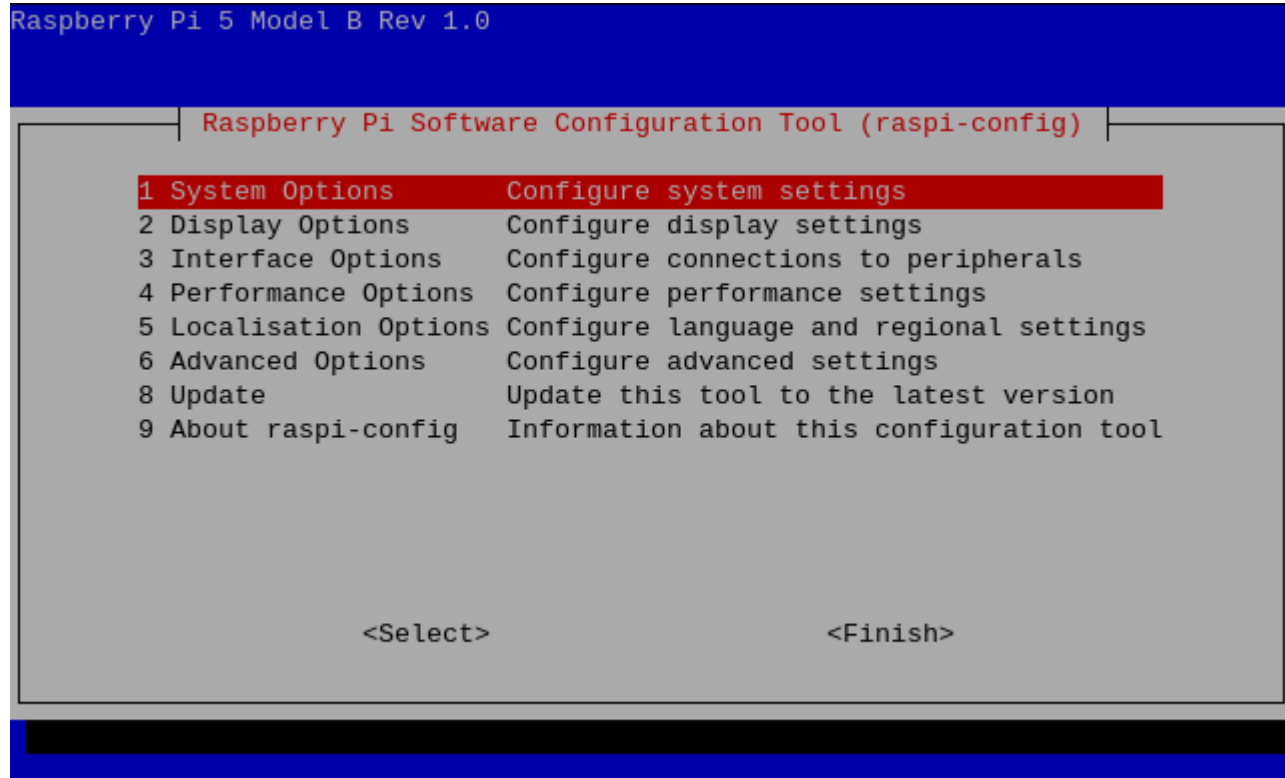 Raspberry Pi 5 Model B Rev 1.0
Raspberry Pi Software Configuration Tool (raspi-config)
1 System Options Configure system settings
2 Display Options Configure display settings
3 Interface Options Configure connections to peripherals
4 Performance Options Configure performance settings
5 Localisation Options Configure language and regional settings
6 Advanced Options Configure advanced settings
8 Update Update this tool to the latest version
9 About raspi-config Information about this configuration tool
<Select> <Finish>